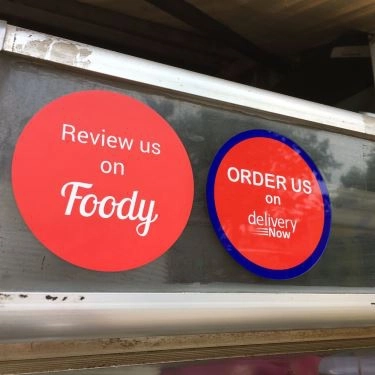 Review us
on
Foody
ORDER US
on
delivery
Now